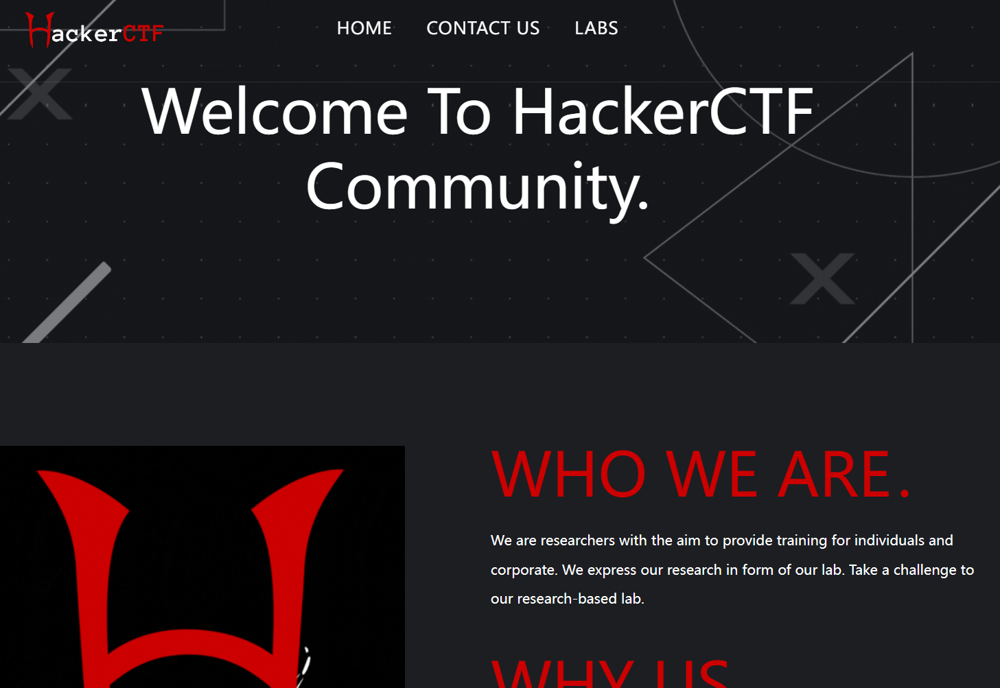 HackerCTF
HOME CONTACT US LABS
Welcome To HackerCTF
Community.
WHO WE ARE.
We are researchers with the aim to provide training for individuals and
corporate. We express our research in form of our lab. Take a challenge to
our research-based lab.
WHY US